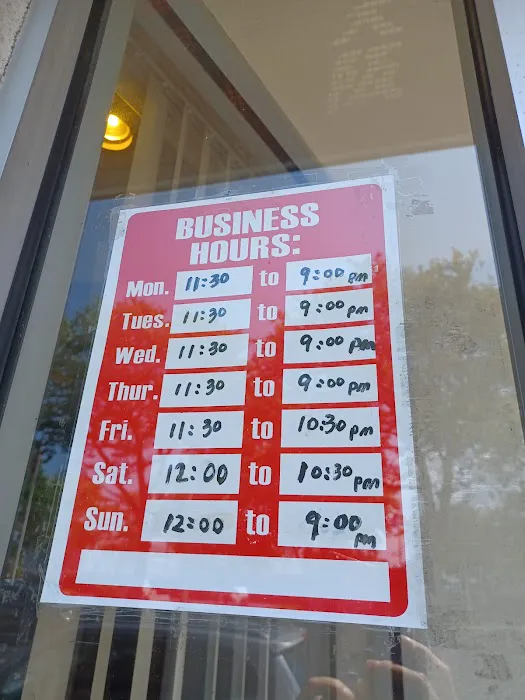 BUSINESS
HOURS:
Mon. 11:30 to 9:00 pm
Tues. 11:30 to 9:00 pm
Wed. 11:30 to 9:00 pm
Thur. 11:30 to 9:00 pm
Fri. 11:30 to 10:30 pm
Sat. 12:00 to 10:30 pm
Sun. 12:00 to 9:00 pm